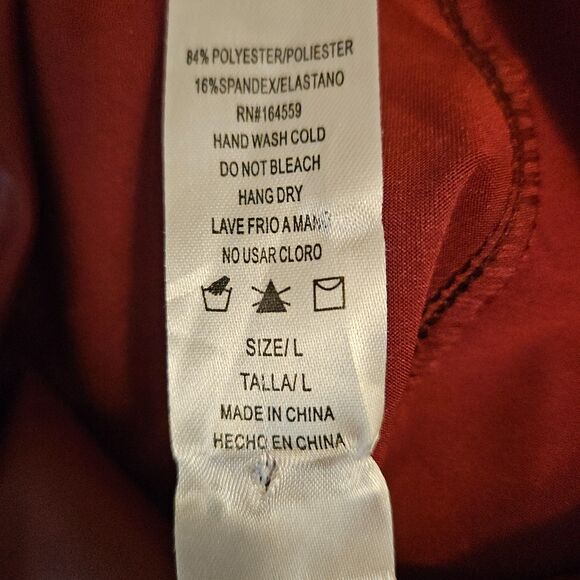 84% POLYESTER/POLIESTER
16%SPANDEX/ELASTANO
RN#164559
HAND WASH COLD
DO NOT BLEACH
HANG DRY
LAVE FRIO A MANO
NO USAR CLORO
SIZE/ L
TALLA/ L
MADE IN CHINA
HECHO EN CHINA